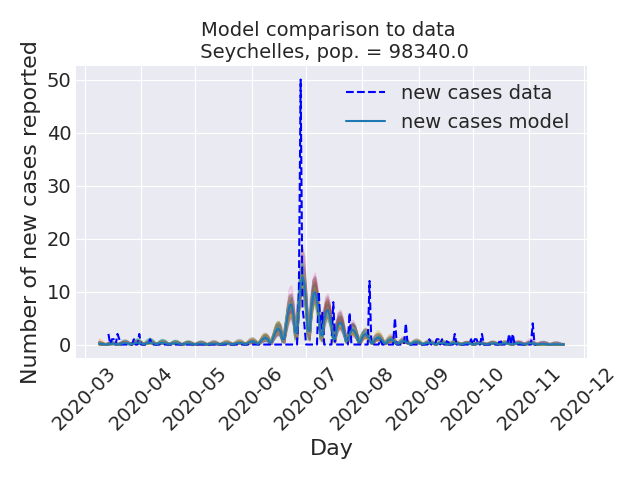 Model comparison to data
Seychelles, pop. = 98340.0
Number of new cases reported
50
40
30
20
10
0
new cases data
new cases model
2020-03
2020-04
2020-05
2020-06
2020-07
2020-08
2020-09
2020-10
2020-11
2020-12
Day